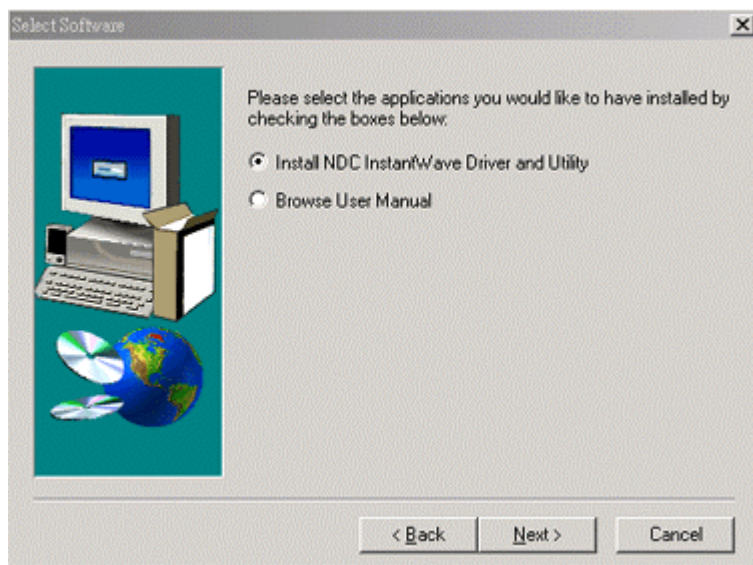 Select Software
Please select the applications you would like to have installed by
checking the boxes below:
Install NDC InstantWave Driver and Utility
Browse User Manual
< Back
Next >
Cancel